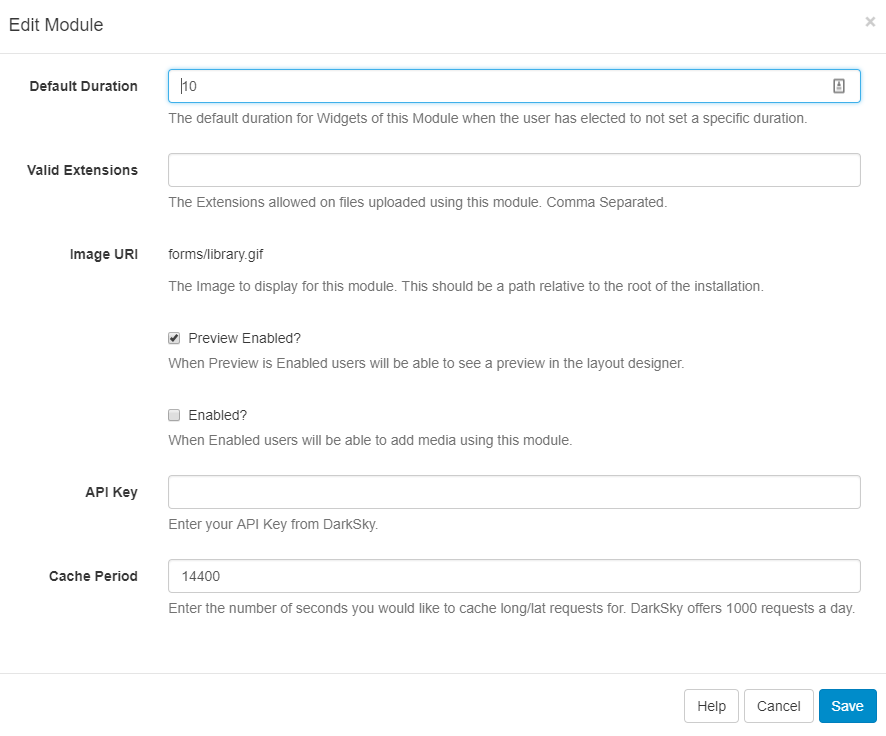 Edit Module
×
Default Duration
10
The default duration for Widgets of this Module when the user has elected to not set a specific duration.
Valid Extensions
The Extensions allowed on files uploaded using this module. Comma Separated.
Image URI
forms/library.gif
The Image to display for this module. This should be a path relative to the root of the installation.
Preview Enabled?
When Preview is Enabled users will be able to see a preview in the layout designer.
Enabled?
When Enabled users will be able to add media using this module.
API Key
Enter your API Key from DarkSky.
Cache Period
14400
Enter the number of seconds you would like to cache long/lat requests for. DarkSky offers 1000 requests a day.
Help Cancel Save